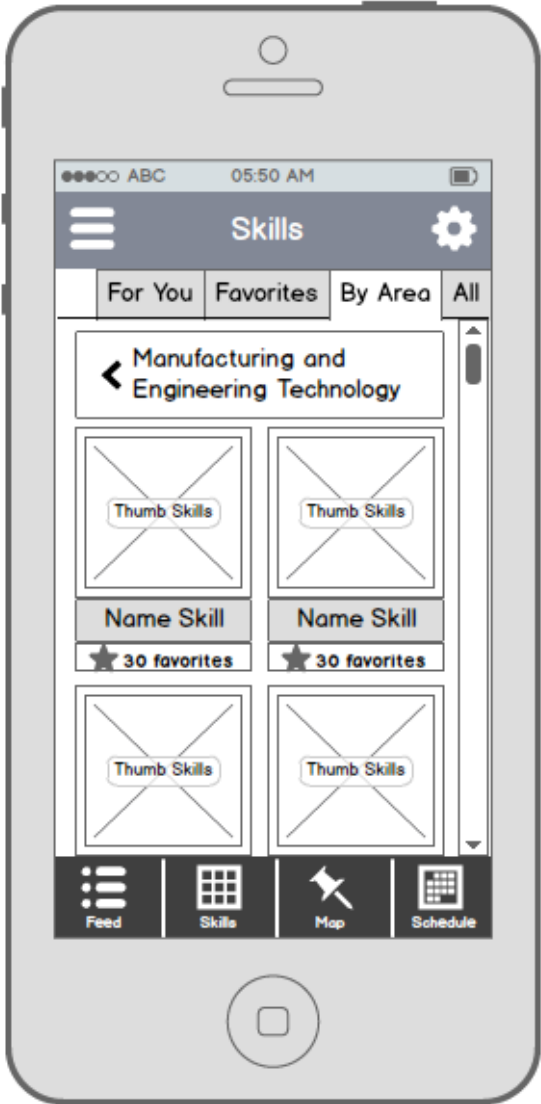 ABC 05:50 AM
Skills
For You Favorites By Area All
Manufacturing and
Engineering Technology
Thumb Skills Thumb Skills
Name Skill Name Skill
30 favorites 30 favorites
Thumb Skills Thumb Skills
Feed Skills Map Schedule